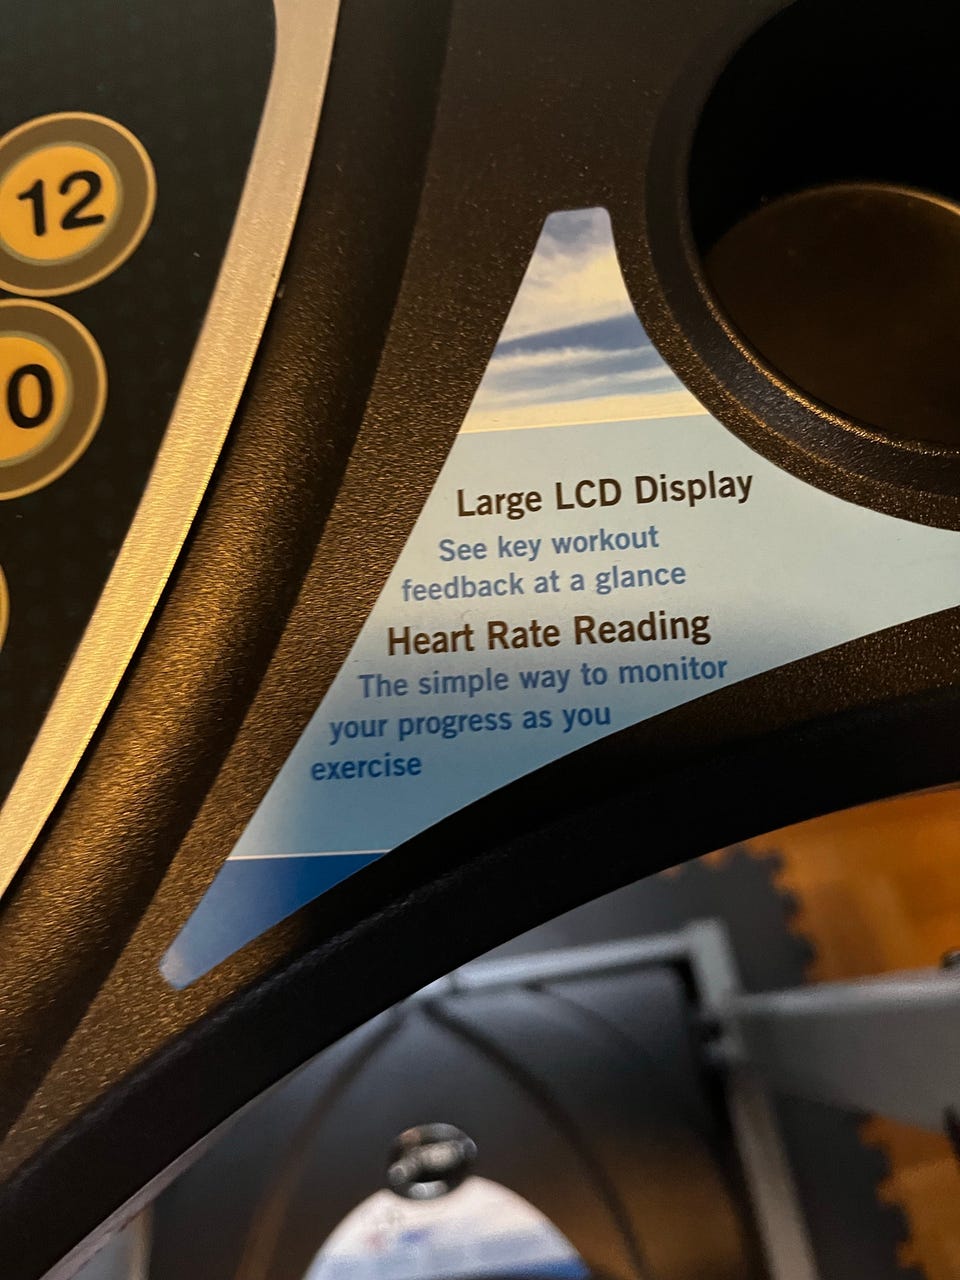 12
0
Large LCD Display
See key workout
feedback at a glance
Heart Rate Reading
The simple way to monitor
your progress as you
exercise